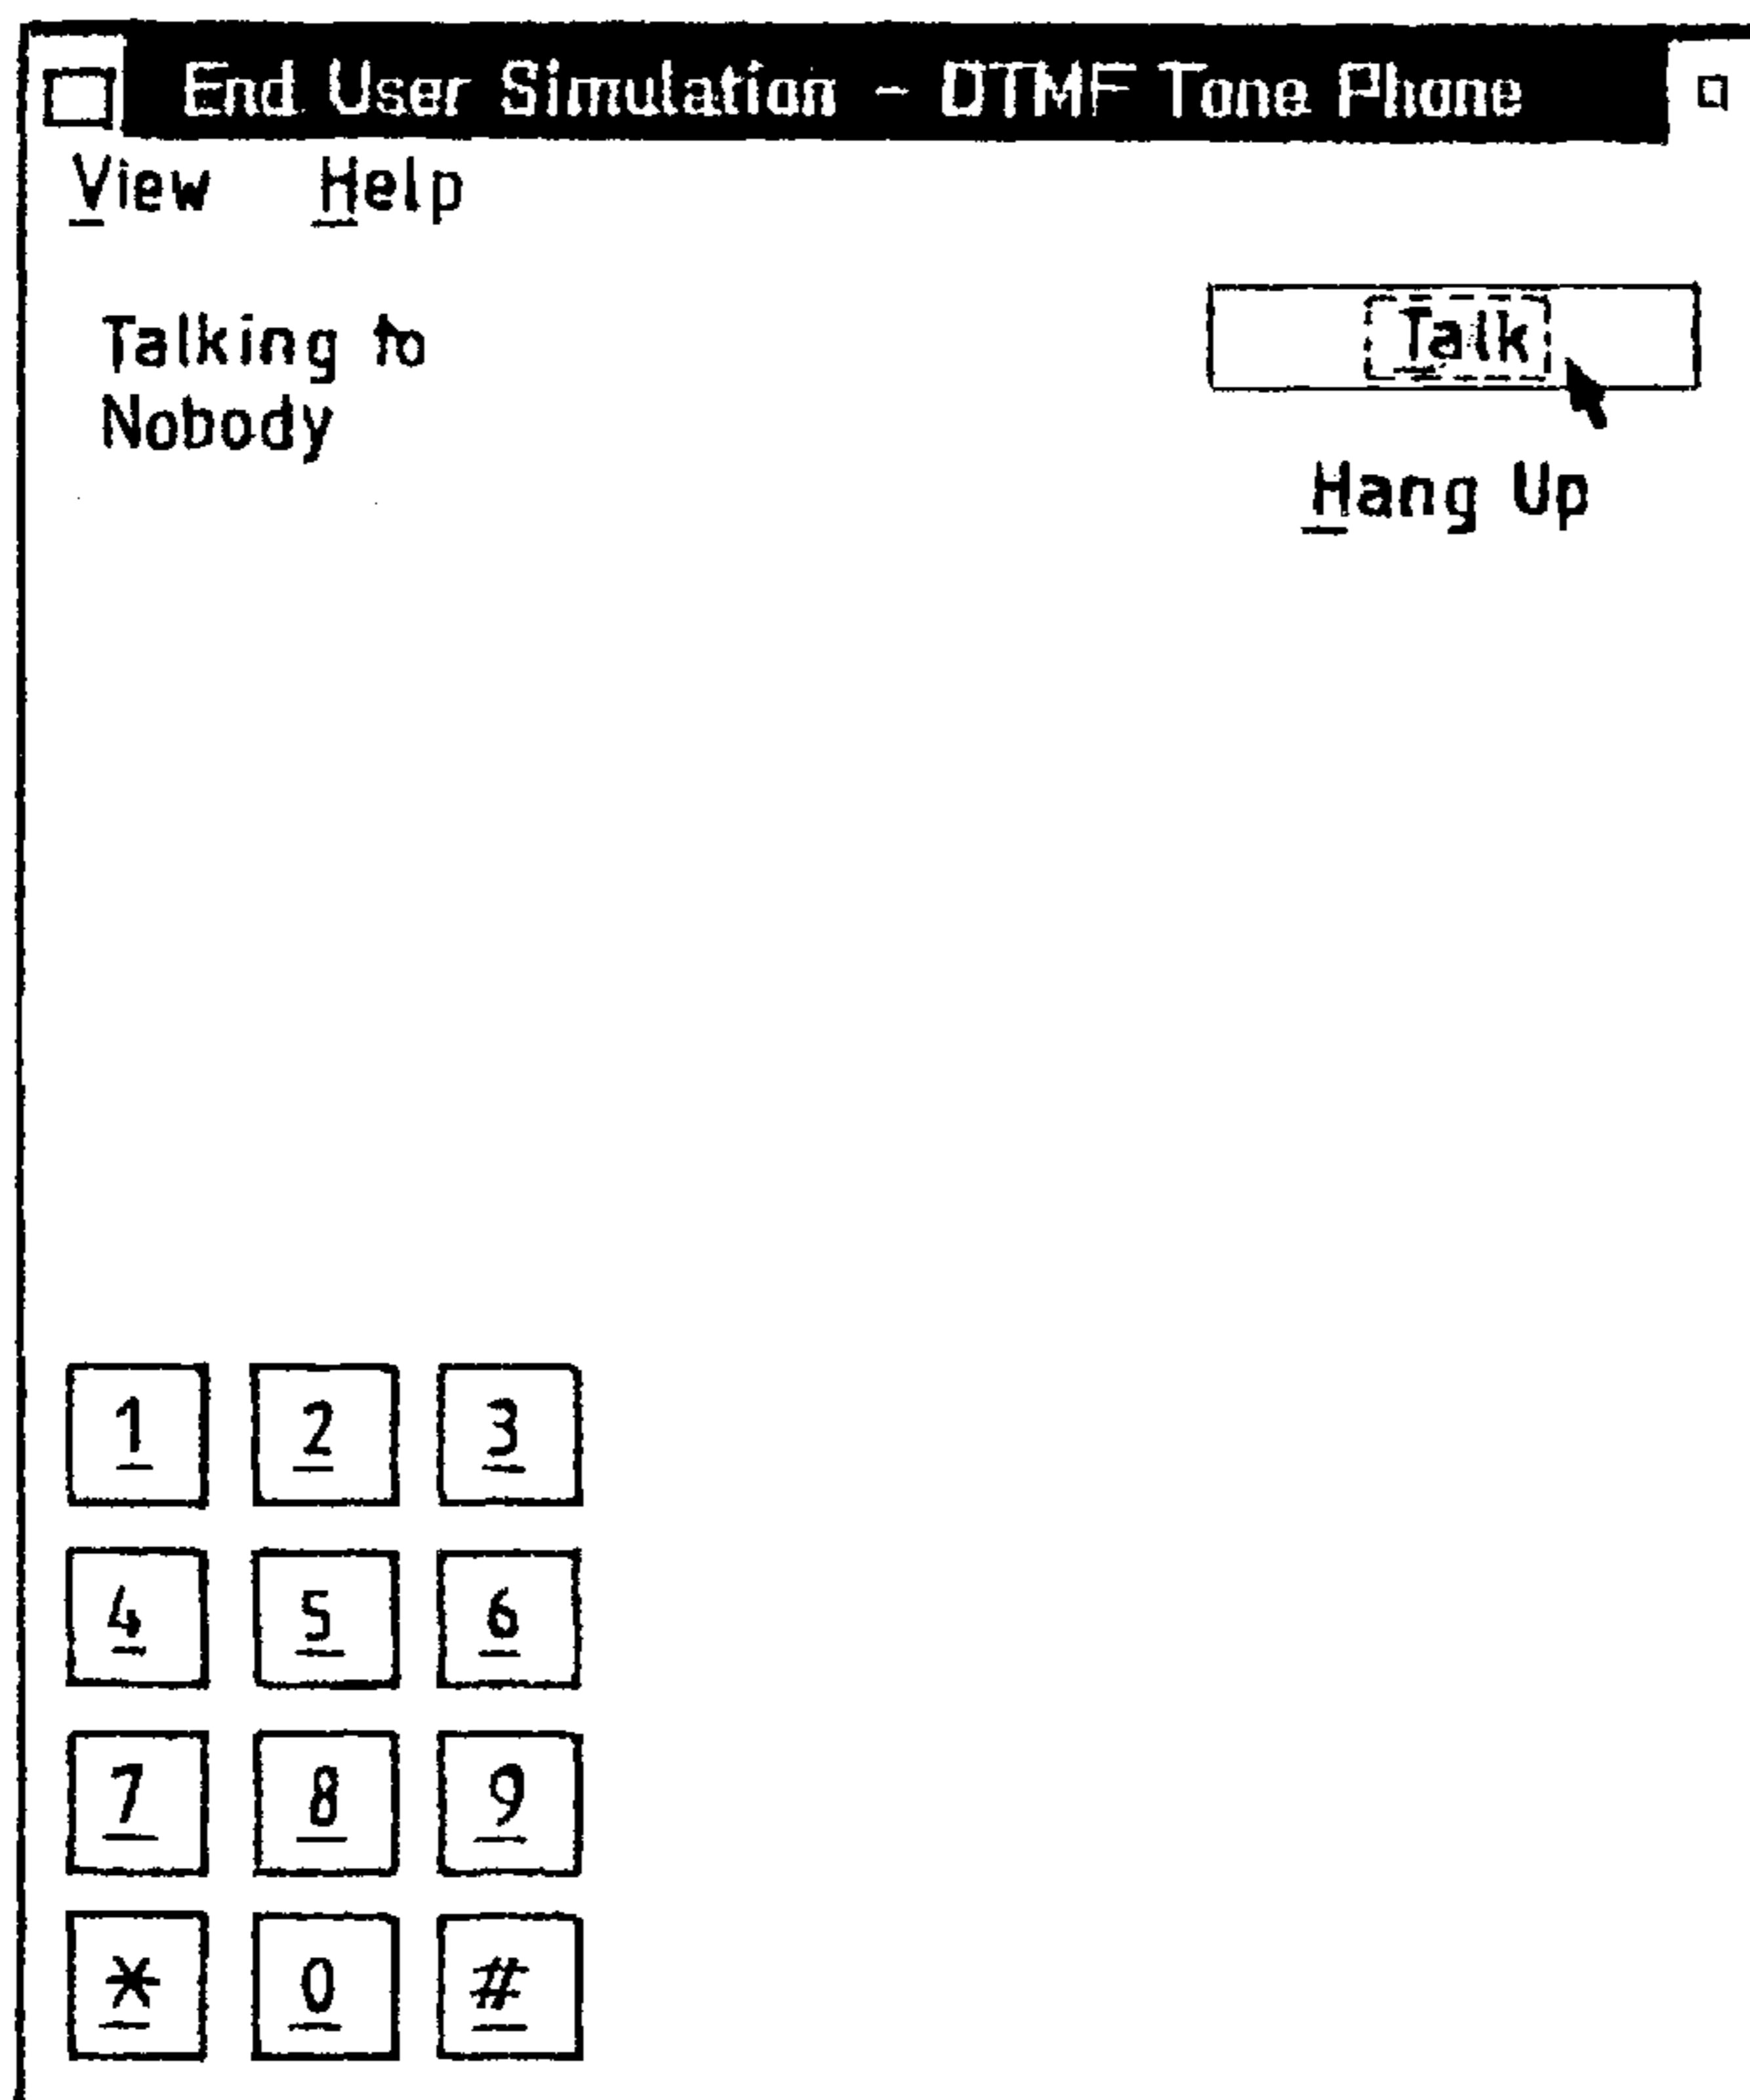 End User Simulation - DTMF Tone Phone
View Help
Talking to
Nobody
Talk
Hang Up
1 2 3
4 5 6
7 8 9
* 0 #